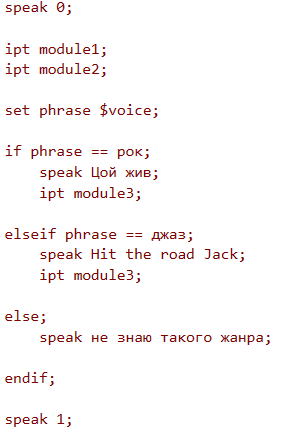 speak 0;
ipt module1;
ipt module2;
set phrase $voice;
if phrase == рок;
speak Цой жив;
ipt module3;
elseif phrase == джаз;
speak Hit the road Jack;
ipt module3;
else;
speak не знаю такого жанра;
endif;
speak 1;